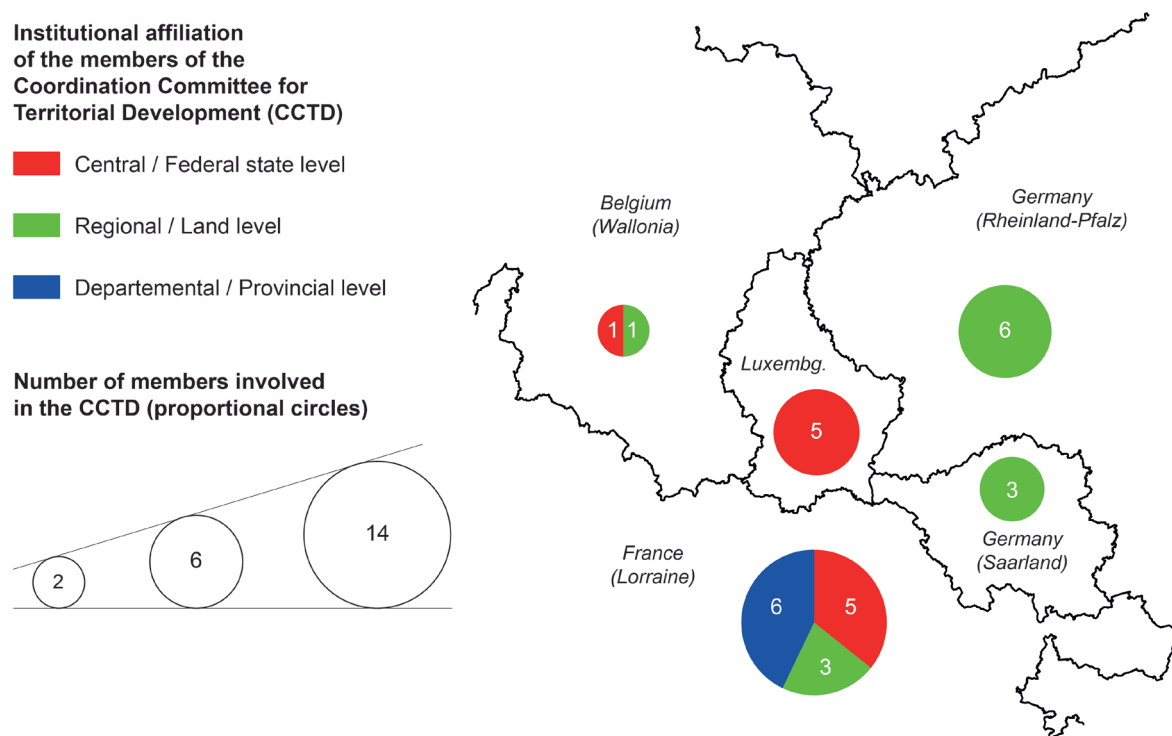 Institutional affiliation
of the members of the
Coordination Committee for
Territorial Development (CCTD)
Central / Federal state level
Regional / Land level
Departemental / Provincial level
Number of members involved
in the CCTD (proportional circles)
2
6
14
Belgium
(Wallonia)
1 1
Germany
(Rheinland-Pfalz)
6
Luxembg.
5
3
Germany
(Saarland)
France
(Lorraine)
6 5
3